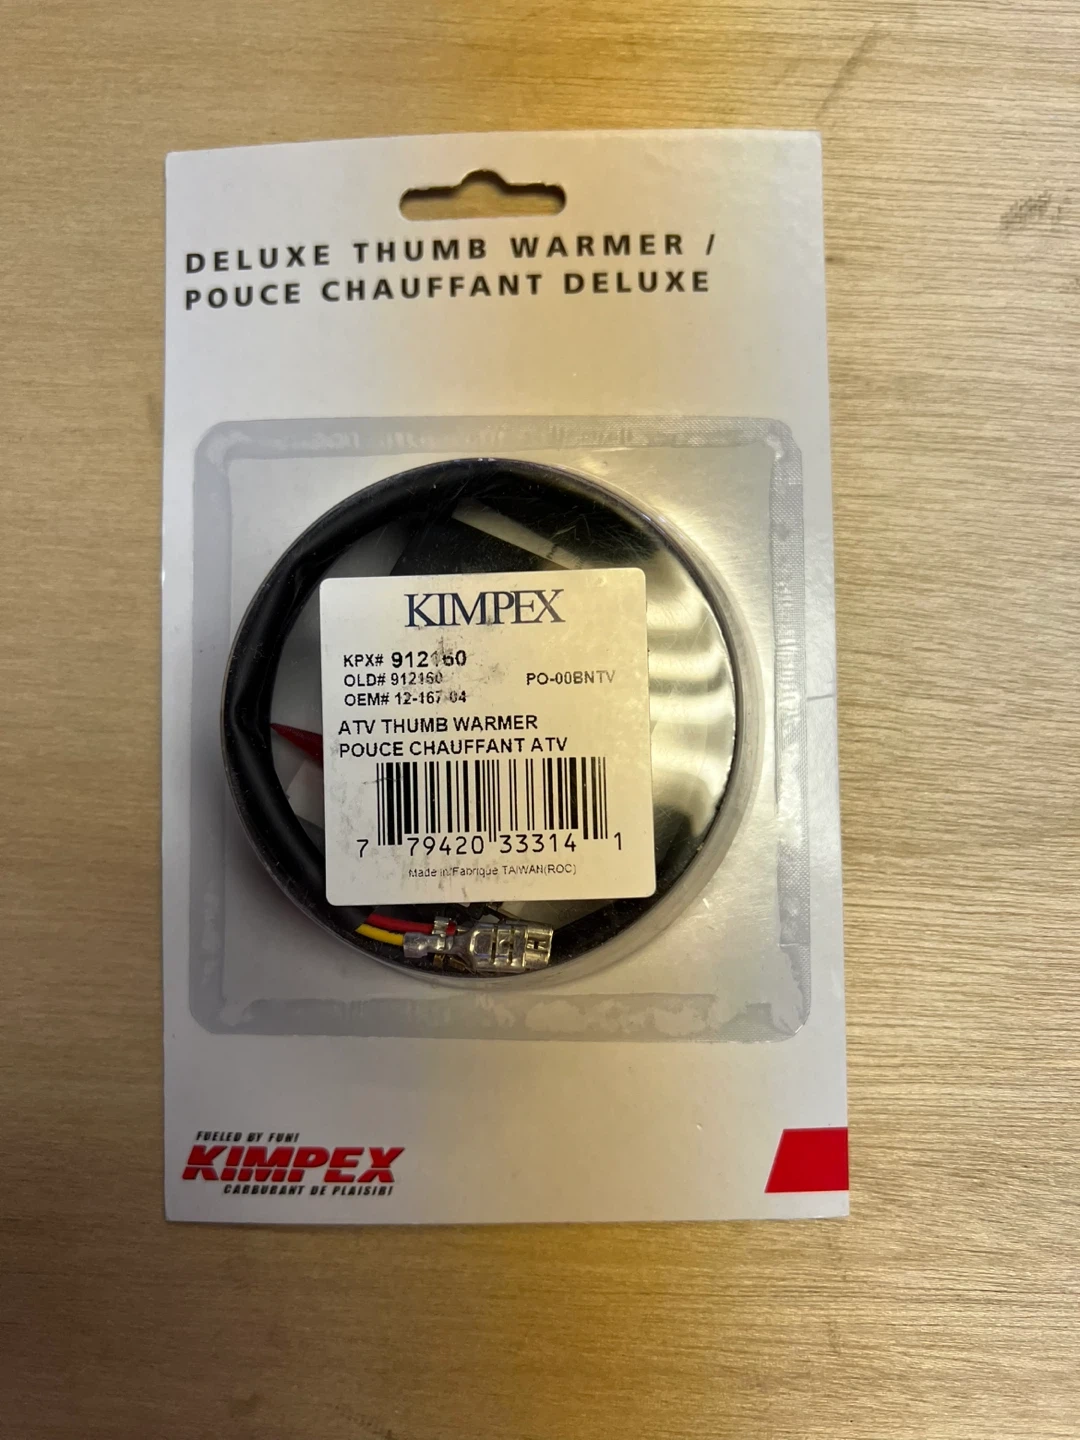 DELUXE THUMB WARMER /
POUCE CHAUFFANT DELUXE
KIMPEX
KPX# 912160
OLD# 912160 PO-00BNTV
OEM# 12-167-04
ATV THUMB WARMER
POUCE CHAUFFANT ATV
7 79420 33314 1
Made in/Fabriqué TAIWAN(ROC)
FUELED BY FUN!
KIMPEX
CARBURANT DE PLAISIR!